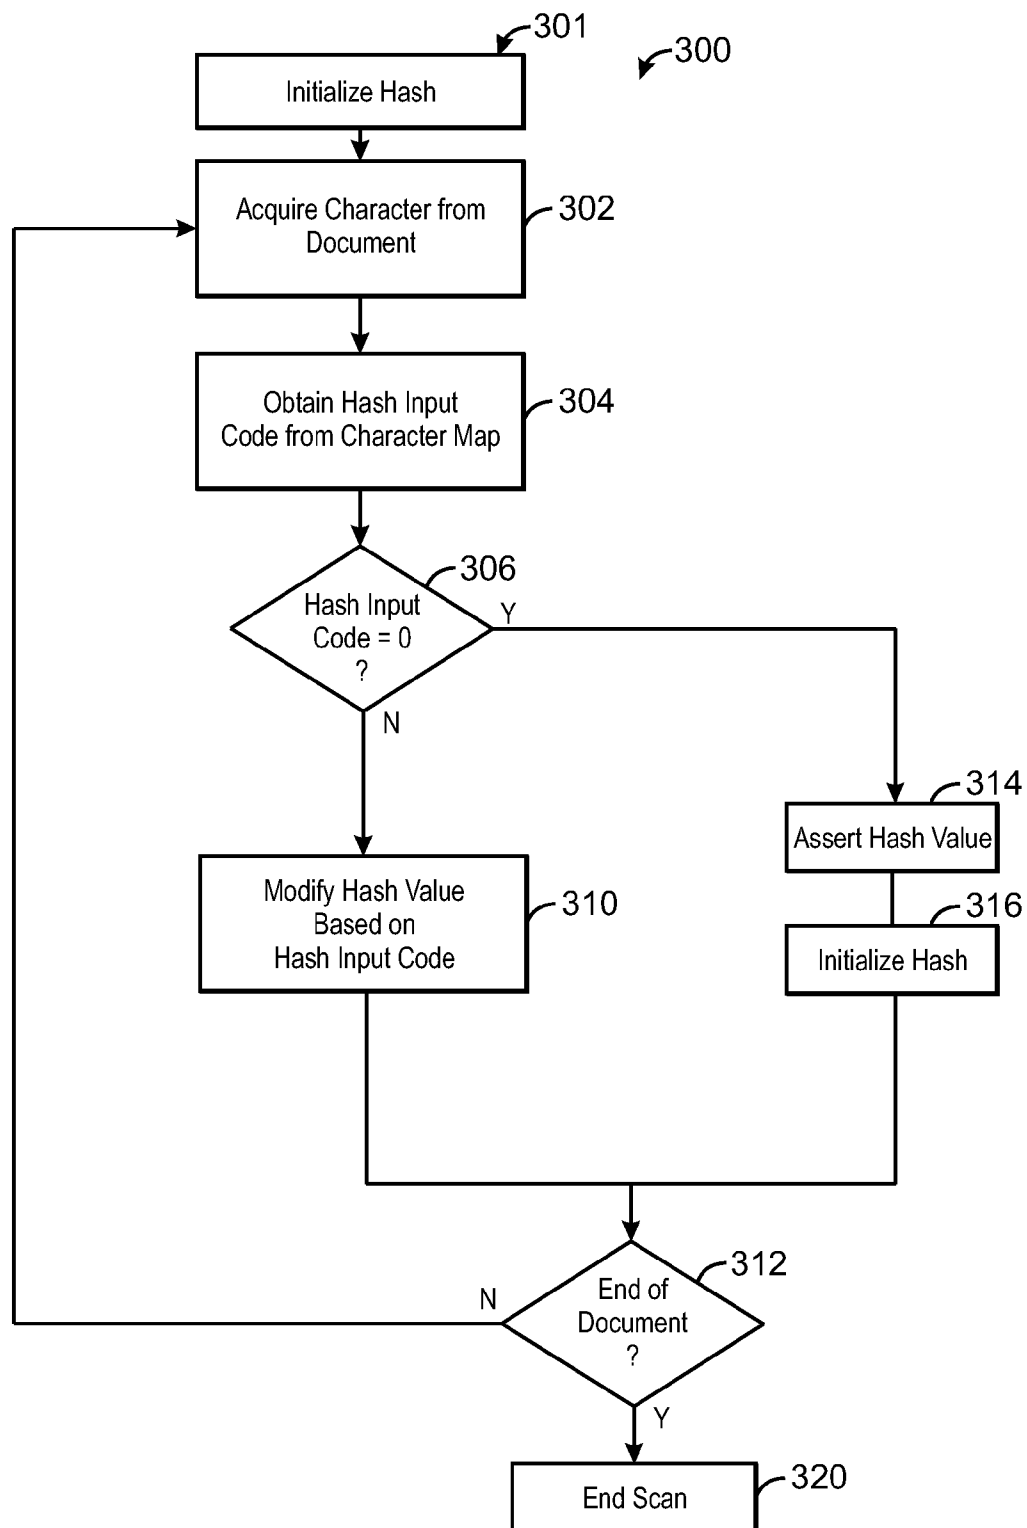 301
300
Initialize Hash
Acquire Character from
Document
302
Obtain Hash Input
Code from Character Map
304
306
Hash Input
Code = 0
?
Y
N
314
Assert Hash Value
Modify Hash Value
Based on
Hash Input Code
310
316
Initialize Hash
312
End of
Document
?
N
Y
End Scan
320